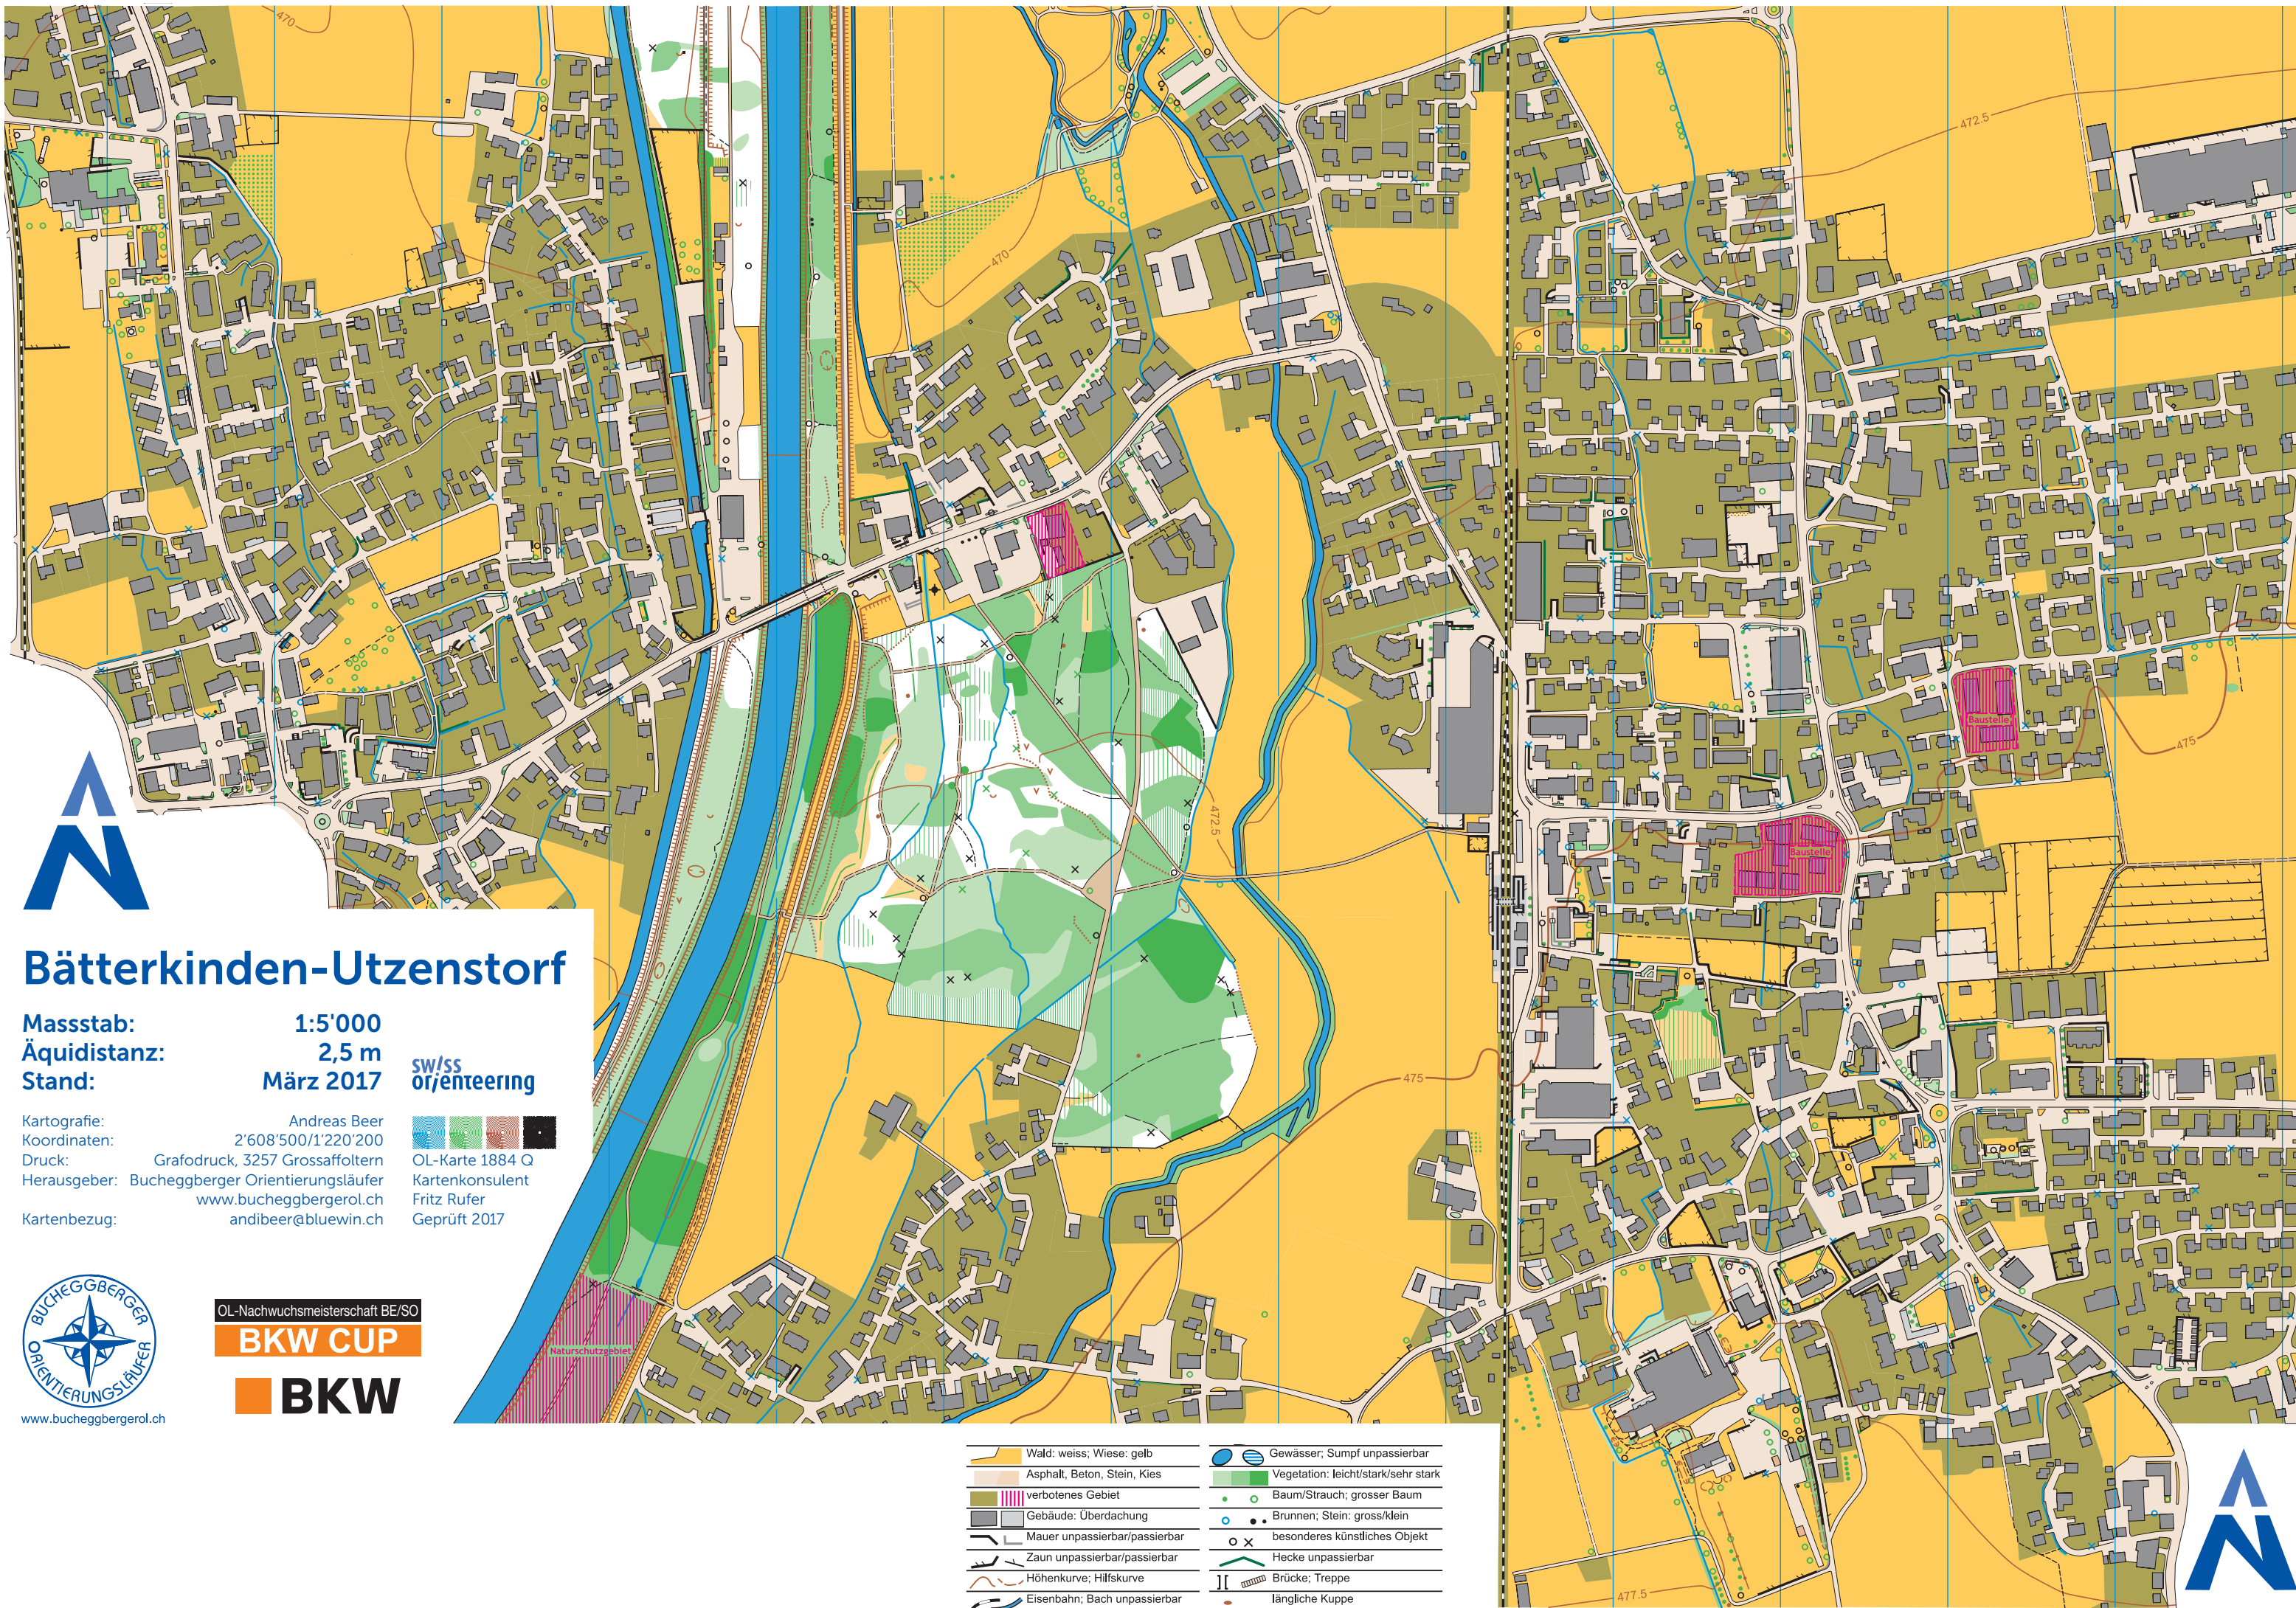 470
472.5
470
Baustelle
475
472.5
Baustelle
475
Bätterkinden-Utzenstorf
Massstab: 1:5'000
Äquidistanz: 2,5 m
Stand: März 2017
swiss
orienteering
Kartografie: Andreas Beer
Koordinaten: 2'608'500/1'220'200
Druck: Grafodruck, 3257 Grossaffoltern
Herausgeber: Bucheggberger Orientierungsläufer
www.bucheggbergerol.ch
Kartenbezug: andibeer@bluewin.ch
OL-Karte 1884 Q
Kartenkonsulent
Fritz Rufer
Geprüft 2017
BUCHEGGBERGER
ORIENTIERUNGSLÄUFER
www.bucheggbergerol.ch
OL-Nachwuchsmeisterschaft BE/SO
BKW CUP
BKW
Naturschutzgebiet
Wald: weiss; Wiese: gelb
Asphalt, Beton, Stein, Kies
verbotenes Gebiet
Gebäude: Überdachung
Mauer unpassierbar/passierbar
Zaun unpassierbar/passierbar
Höhenkurve; Hilfskurve
Eisenbahn; Bach unpassierbar
Gewässer; Sumpf unpassierbar
Vegetation: leicht/stark/sehr stark
Baum/Strauch; grosser Baum
Brunnen; Stein: gross/klein
besonderes künstliches Objekt
Hecke unpassierbar
Brücke; Treppe
längliche Kuppe
477.5